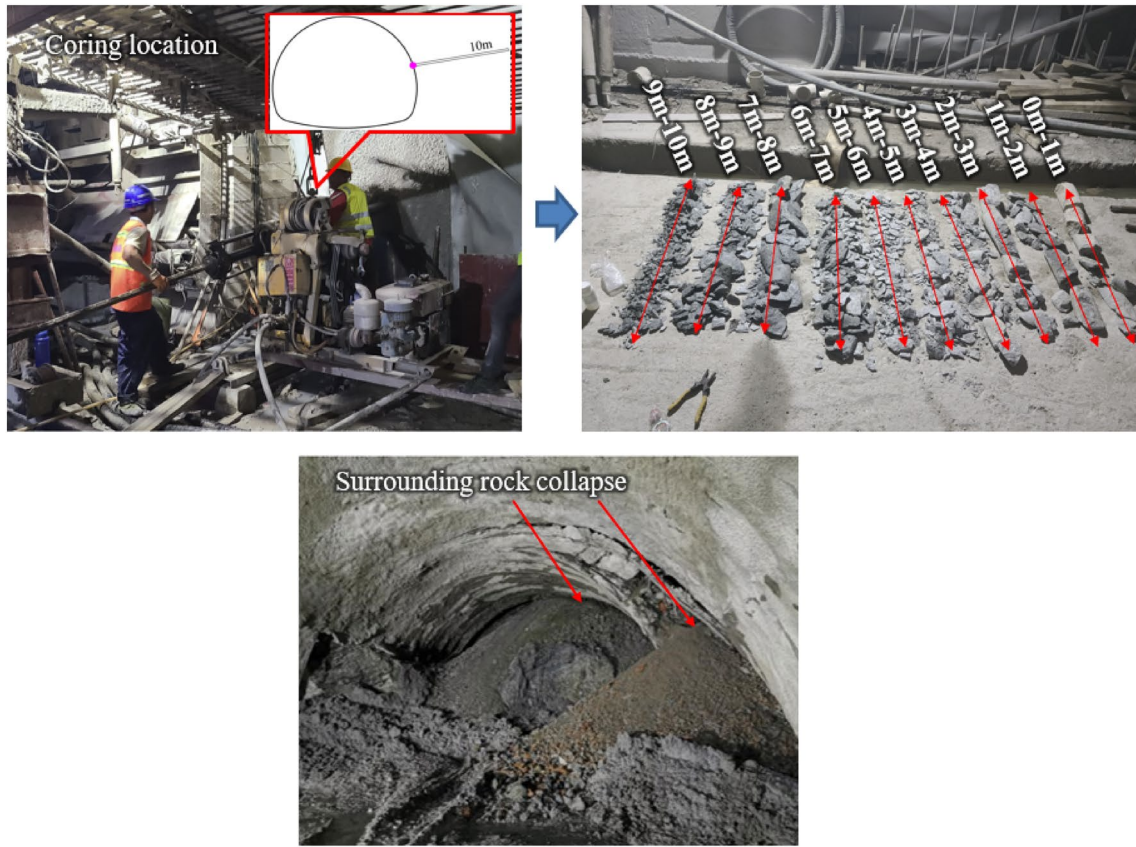 Coring location
10m
9m-10m
8m-9m
7m-8m
6m-7m
5m-6m
4m-5m
3m-4m
2m-3m
1m-2m
0m-1m
Surrounding rock collapse